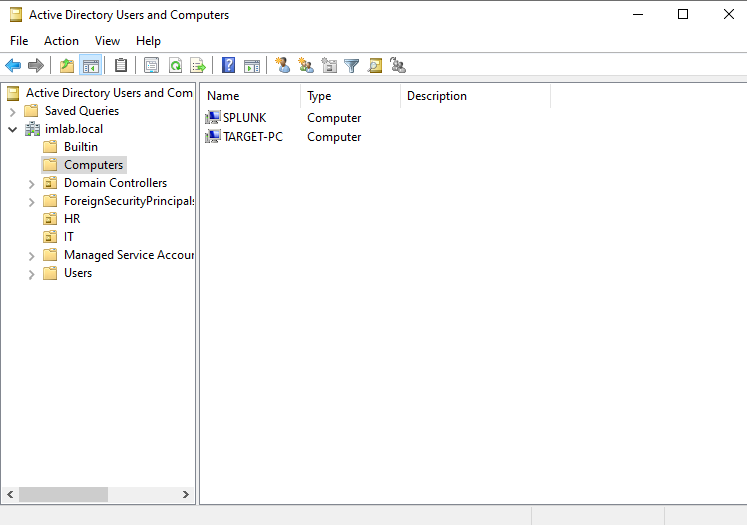 Active Directory Users and Computers
File Action View Help
Active Directory Users and Com
Saved Queries
imlab.local
Builtin
Computers
Domain Controllers
ForeignSecurityPrincipals
HR
IT
Managed Service Accour
Users
Name Type Description
SPLUNK Computer
TARGET-PC Computer